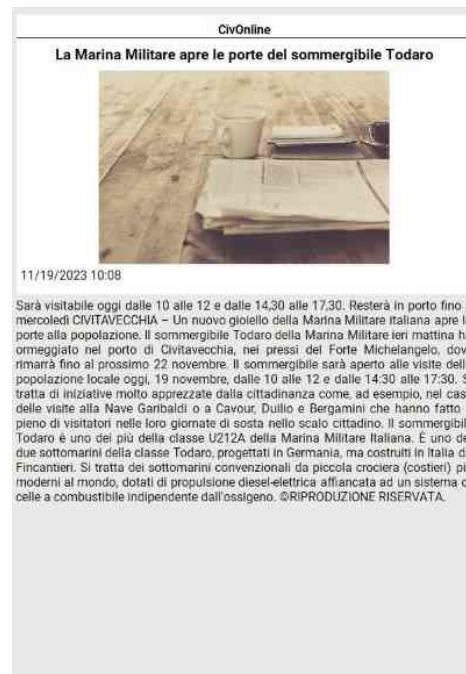 CivOnline
La Marina Militare apre le porte del sommergibile Todaro
11/19/2023 10:08
Sarà visitabile oggi dalle 10 alle 12 e dalle 14,30 alle 17,30. Resterà in porto fino
mercoledì CIVITAVECCHIA – Un nuovo gioiello della Marina Militare italiana apre l
porte alla popolazione. Il sommergibile Todaro della Marina Militare ieri mattina h
ormeggiato nel porto di Civitavecchia, nei pressi del Forte Michelangelo, dov
rimarrà fino al prossimo 22 novembre. Il sommergibile sarà aperto alle visite dell
popolazione locale oggi, 19 novembre, dalle 10 alle 12 e dalle 14:30 alle 17:30. S
tratta di iniziative molto apprezzate dalla cittadinanza come, ad esempio, nel cas
delle visite alla Nave Garibaldi o a Cavour, Duilio e Bergamini che hanno fatto
pieno di visitatori nelle loro giornate di sosta nello scalo cittadino. Il sommergibil
Todaro è uno dei più della classe U212A della Marina Militare Italiana. È uno de
due sottomarini della classe Todaro, progettati in Germania, ma costruiti in Italia d
Fincantieri. Si tratta dei sottomarini convenzionali da piccola crociera (costieri) pi
moderni al mondo, dotati di propulsione diesel-elettrica affiancata ad un sistema d
celle a combustibile indipendente dall'ossigeno. ©RIPRODUZIONE RISERVATA.